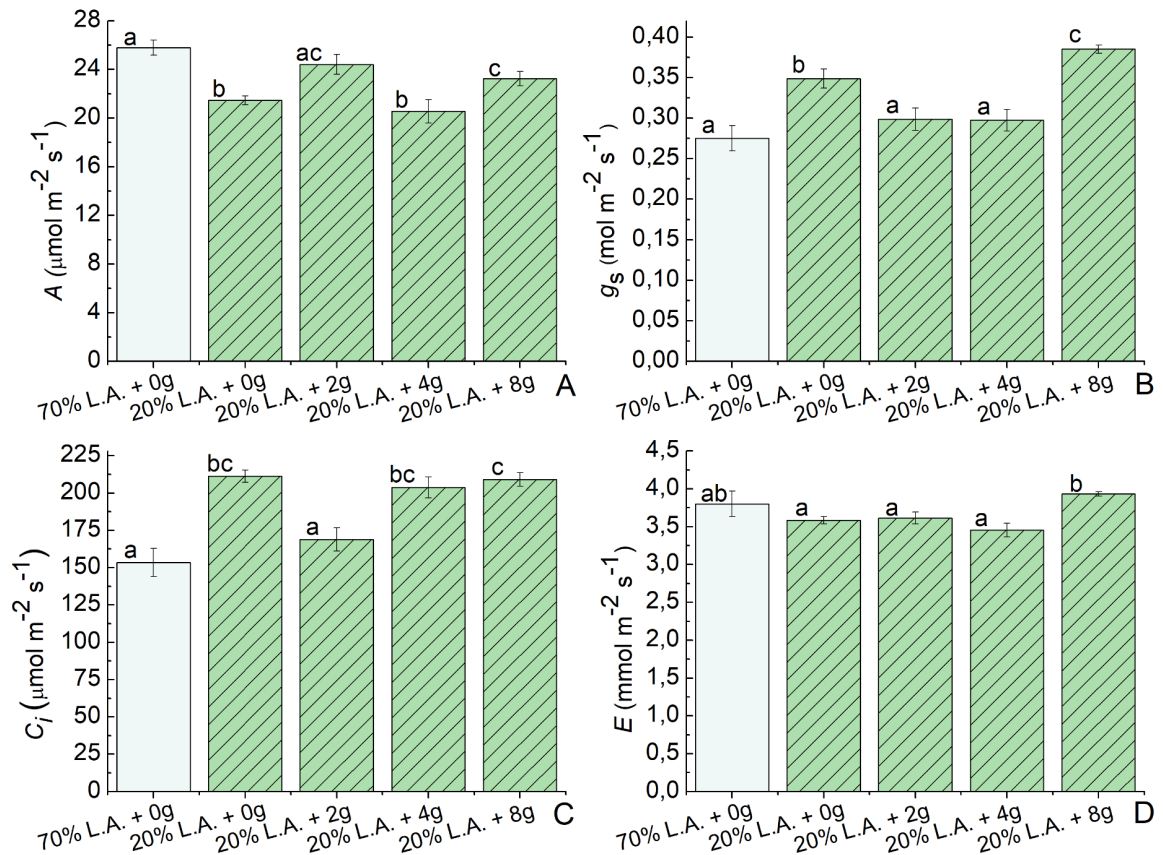 28
24
20
16
12
8
4
0
A (μmol m⁻² s⁻¹)
a
b
ac
b
c
70% L.A. + 0g
20% L.A. + 0g
20% L.A. + 2g
20% L.A. + 4g
20% L.A. + 8g
A
0,40
0,35
0,30
0,25
0,20
0,15
0,10
0,05
0,00
gs (mol m⁻² s⁻¹)
a
b
a
a
c
70% L.A. + 0g
20% L.A. + 0g
20% L.A. + 2g
20% L.A. + 4g
20% L.A. + 8g
B
225
200
175
150
125
100
75
50
25
0
Ci (μmol m⁻² s⁻¹)
a
bc
a
bc
c
70% L.A. + 0g
20% L.A. + 0g
20% L.A. + 2g
20% L.A. + 4g
20% L.A. + 8g
C
4,5
4,0
3,5
3,0
2,5
2,0
1,5
1,0
0,5
0,0
E (mmol m⁻² s⁻¹)
ab
a
a
a
b
70% L.A. + 0g
20% L.A. + 0g
20% L.A. + 2g
20% L.A. + 4g
20% L.A. + 8g
D